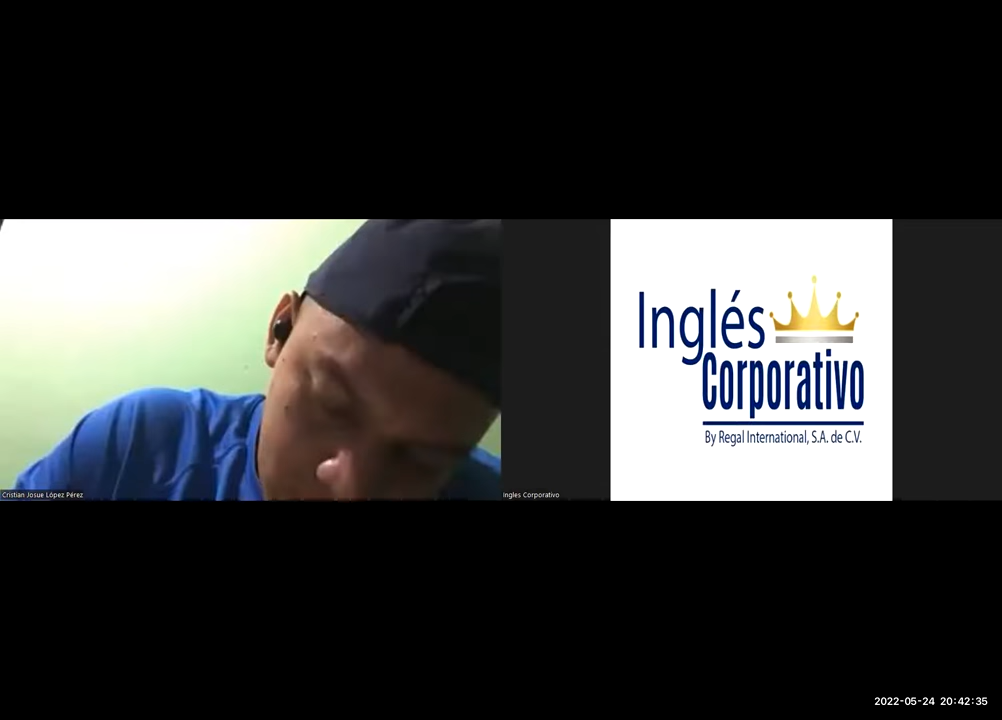 Inglés
Corporativo
By Regal International, S.A. de C.V.
Cristian Josue López Pérez
Ingles Corporativo
2022-05-24 20:42:35